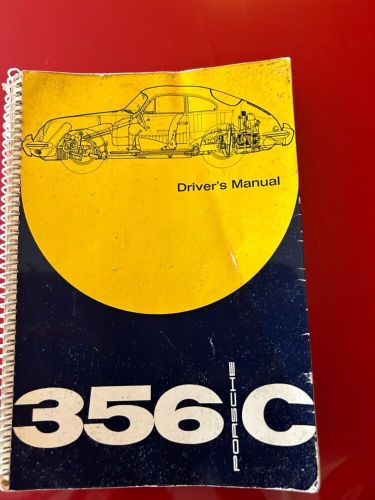 Driver's Manual
356 C
PORSCHE